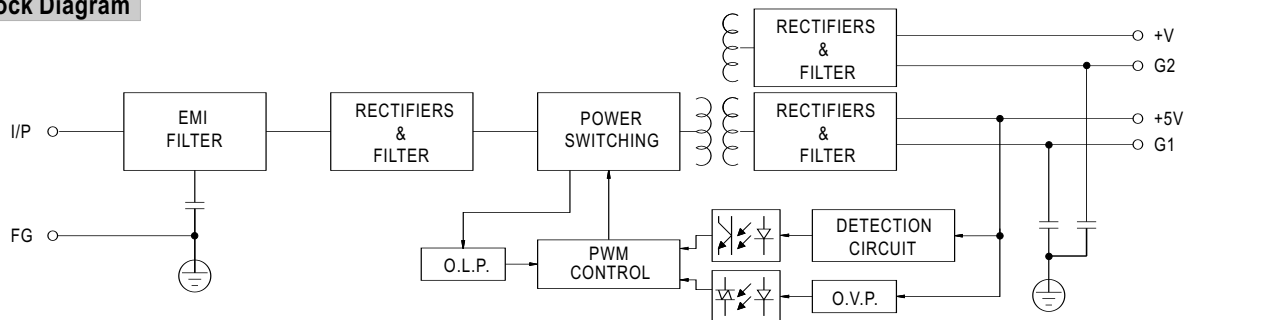 ock Diagram
RECTIFIERS
&
FILTER
+V
G2
I/P
EMI
FILTER
RECTIFIERS
&
FILTER
POWER
SWITCHING
RECTIFIERS
&
FILTER
+5V
G1
FG
O.L.P.
PWM
CONTROL
DETECTION
CIRCUIT
O.V.P.